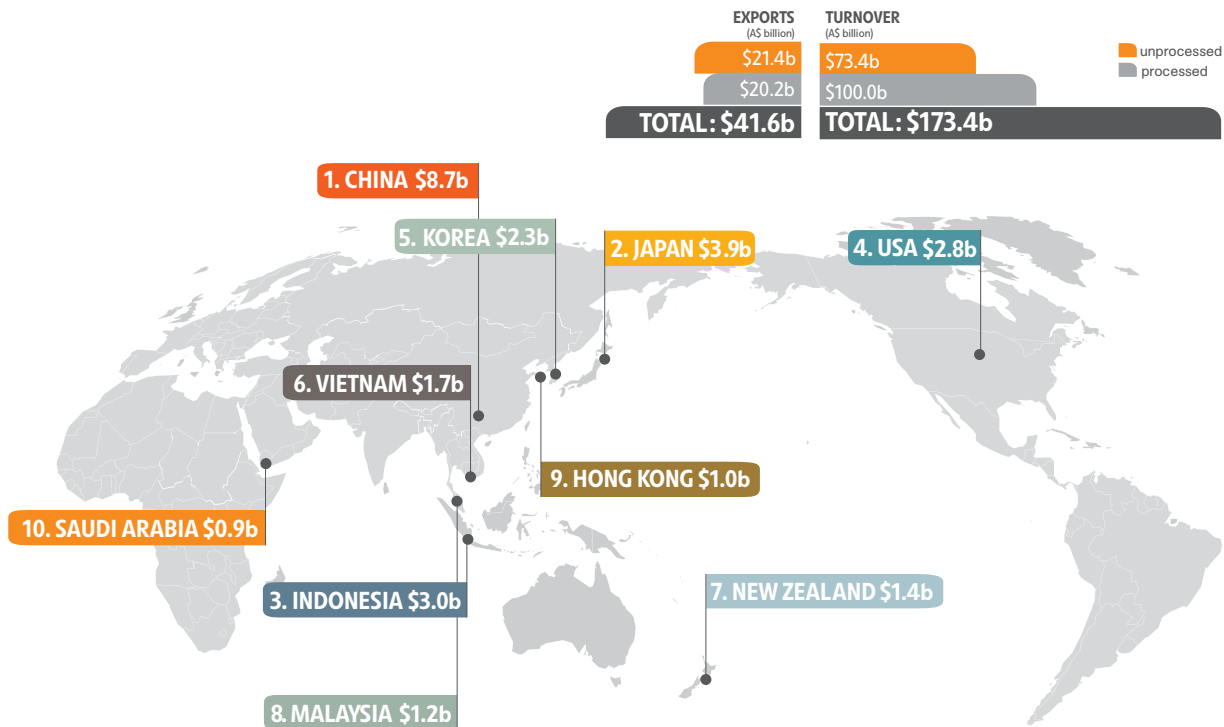 EXPORTS
(A$ billion)
TURNOVER
(A$ billion)
$21.4b
$73.4b
unprocessed
$20.2b
$100.0b
processed
TOTAL: $41.6b
TOTAL: $173.4b
1. CHINA $8.7b
5. KOREA $2.3b
2. JAPAN $3.9b
4. USA $2.8b
6. VIETNAM $1.7b
9. HONG KONG $1.0b
10. SAUDI ARABIA $0.9b
3. INDONESIA $3.0b
7. NEW ZEALAND $1.4b
8. MALAYSIA $1.2b